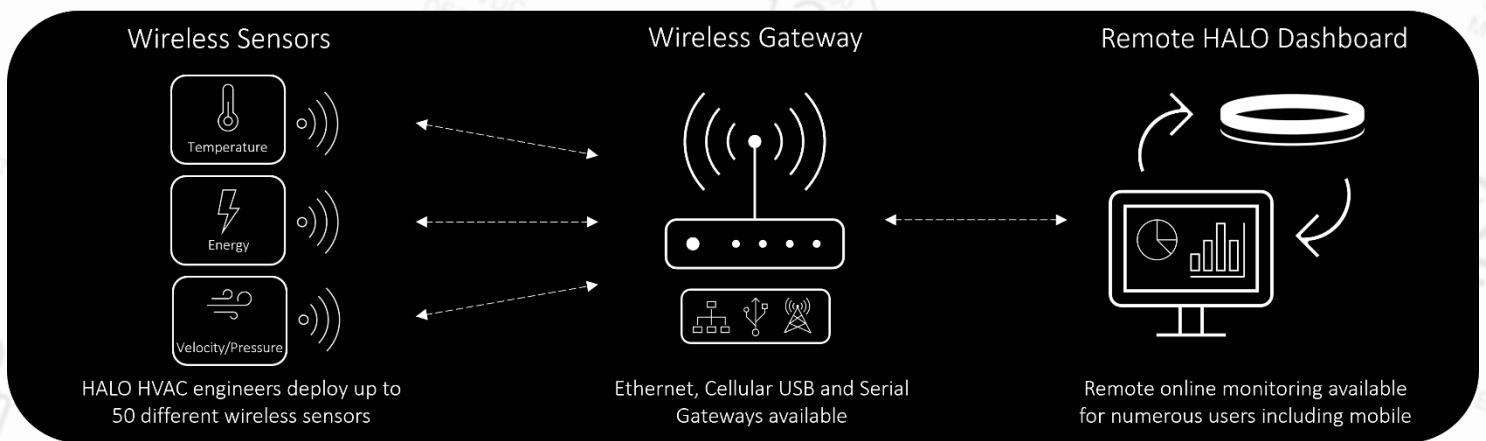 Wireless Sensors
Temperature
Energy
Velocity/Pressure
HALO HVAC engineers deploy up to
50 different wireless sensors
Wireless Gateway
Ethernet, Cellular USB and Serial
Gateways available
Remote HALO Dashboard
Remote online monitoring available
for numerous users including mobile